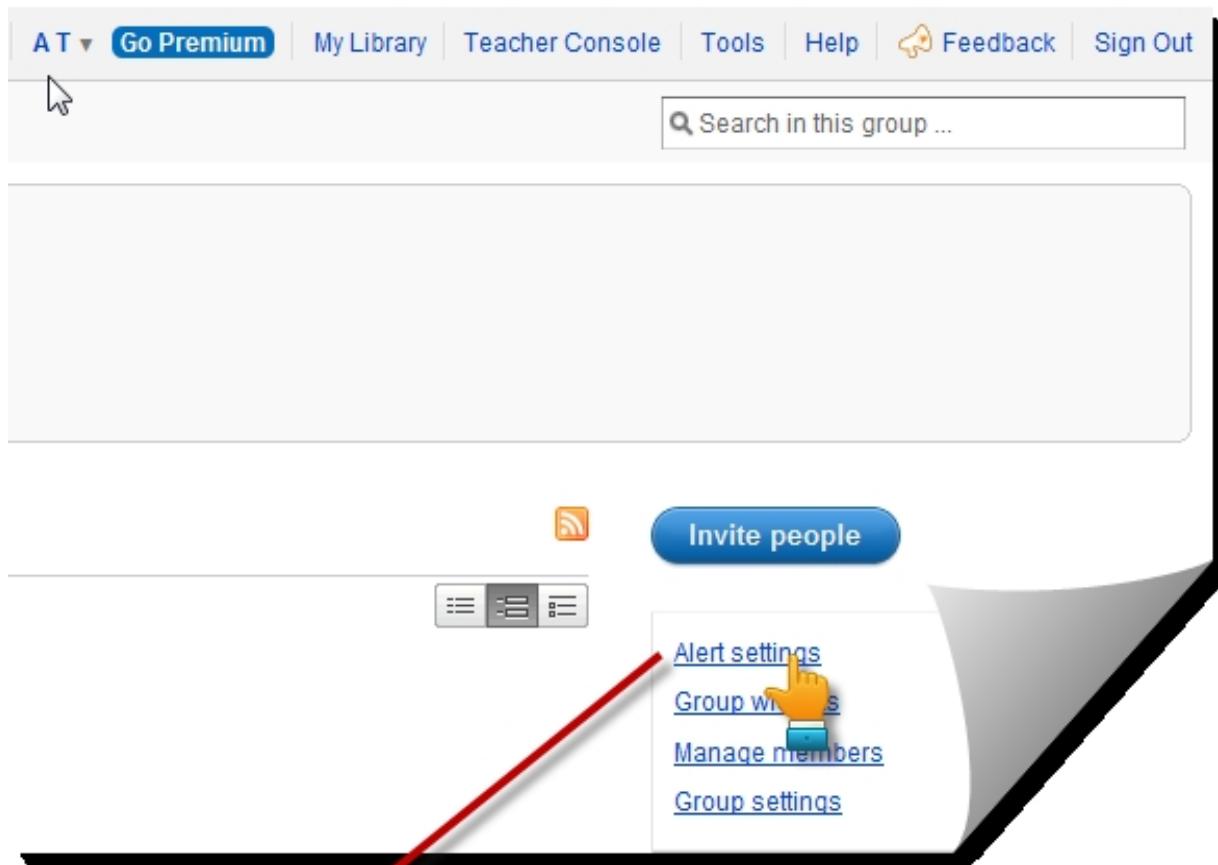 A T ▾ Go Premium My Library Teacher Console Tools Help Feedback Sign Out
Search in this group ...
Invite people
Alert settings
Group
Manage members
Group settings